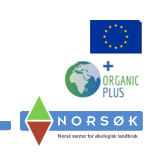 ORGANIC
PLUS
NORSØK
Norsk senter for økologisk landbruk